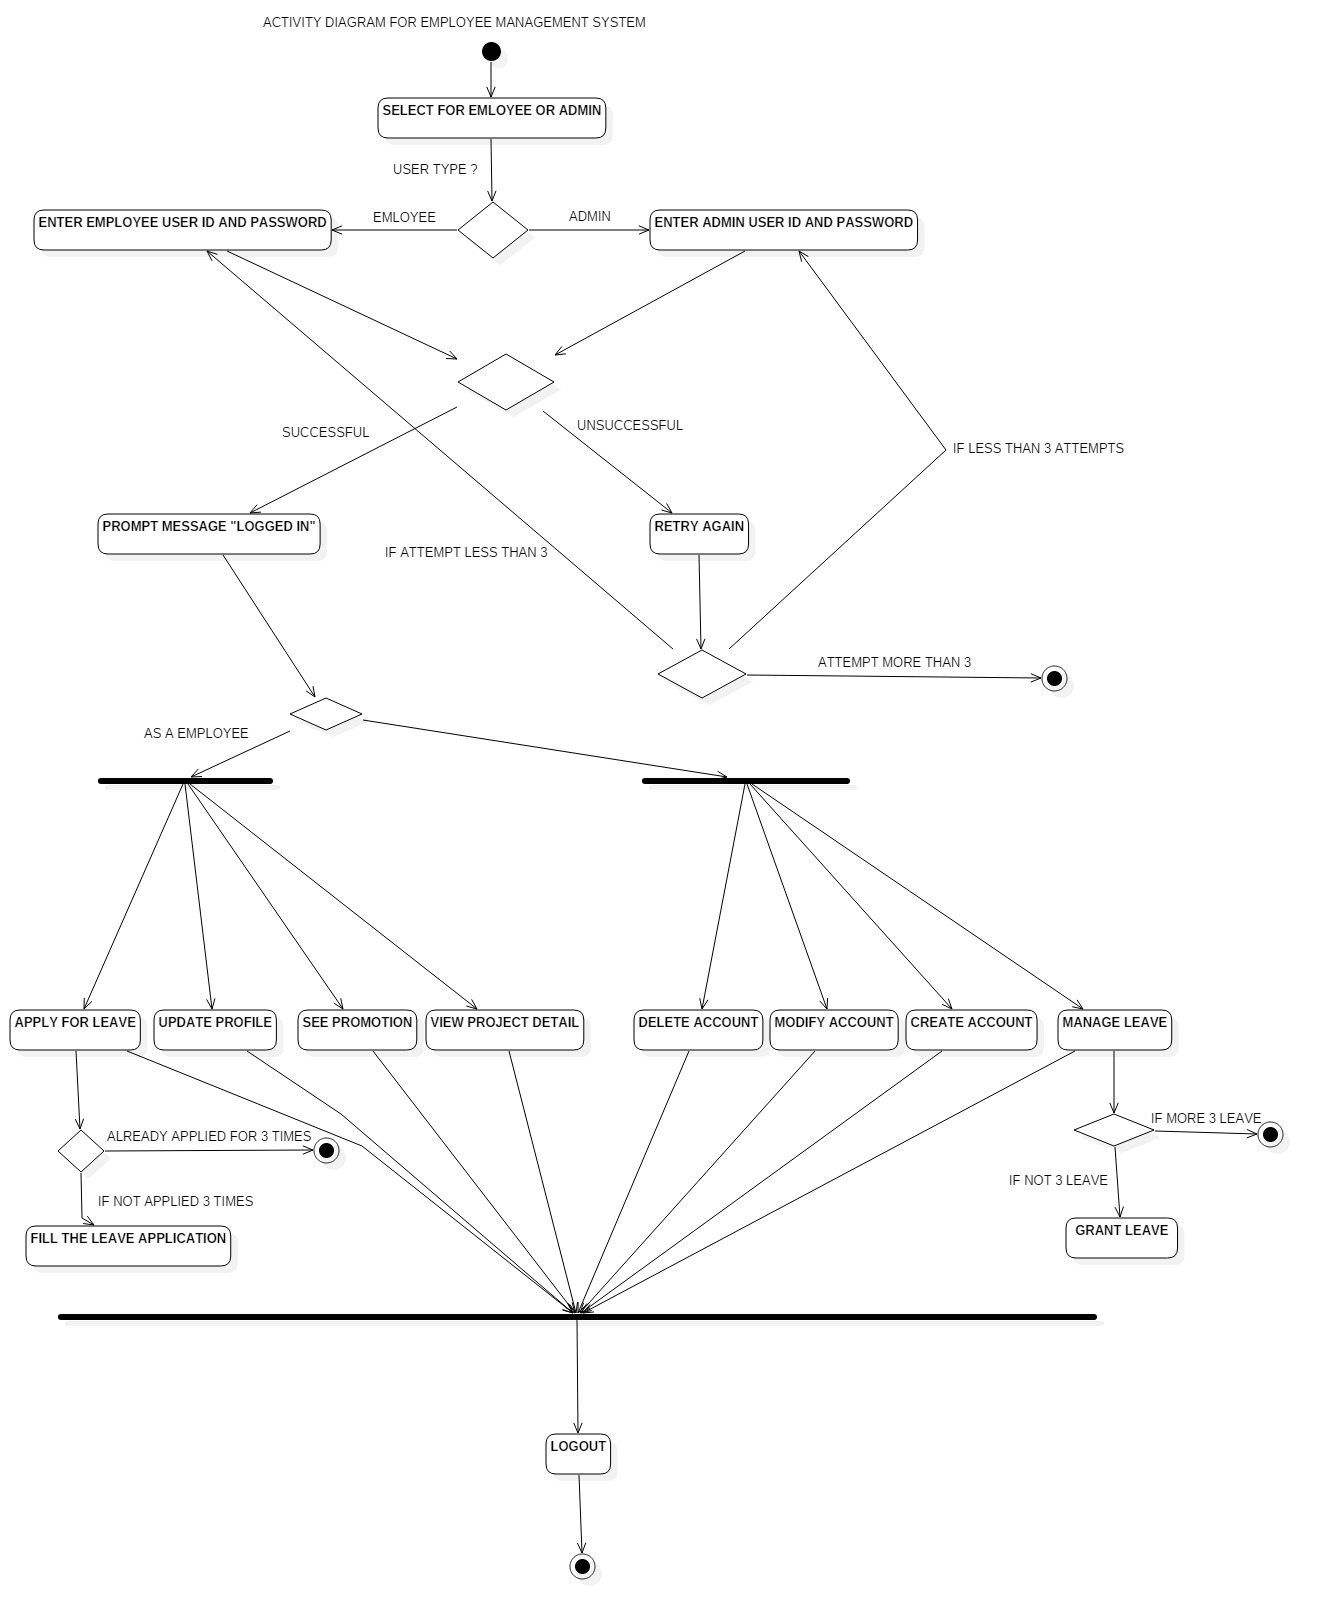 ACTIVITY DIAGRAM FOR EMPLOYEE MANAGEMENT SYSTEM
SELECT FOR EMLOYEE OR ADMIN
USER TYPE ?
EMLOYEE
ADMIN
ENTER EMPLOYEE USER ID AND PASSWORD
ENTER ADMIN USER ID AND PASSWORD
SUCCESSFUL
UNSUCCESSFUL
IF LESS THAN 3 ATTEMPTS
PROMPT MESSAGE "LOGGED IN"
RETRY AGAIN
IF ATTEMPT LESS THAN 3
ATTEMPT MORE THAN 3
AS A EMPLOYEE
APPLY FOR LEAVE
UPDATE PROFILE
SEE PROMOTION
VIEW PROJECT DETAIL
DELETE ACCOUNT
MODIFY ACCOUNT
CREATE ACCOUNT
MANAGE LEAVE
ALREADY APPLIED FOR 3 TIMES
IF MORE 3 LEAVE
IF NOT APPLIED 3 TIMES
IF NOT 3 LEAVE
FILL THE LEAVE APPLICATION
GRANT LEAVE
LOGOUT